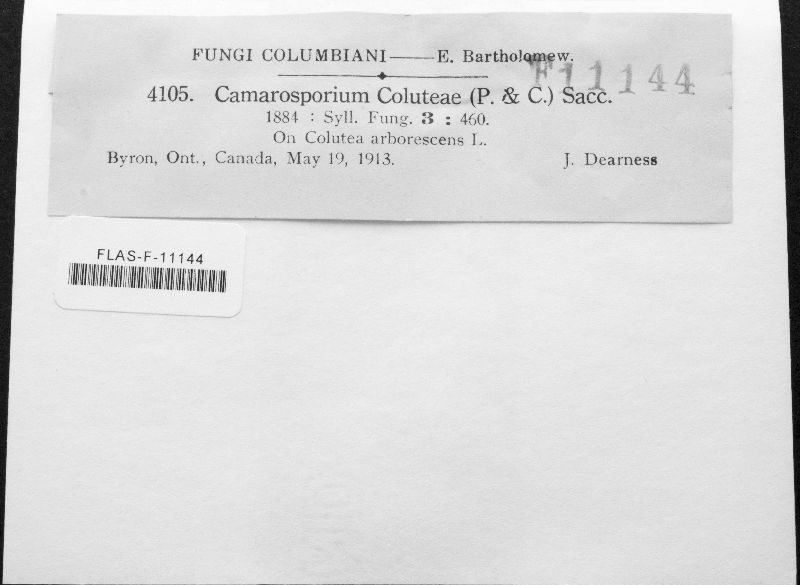 FUNGI COLUMBIANI——E. Bartholomew.
F11144
4105. Camarosporium Coluteae (P. & C.) Sacc.
1884 : Syll. Fung. 3 : 460.
On Colutea arborescens L.
Byron, Ont., Canada, May 19, 1913. J. Dearness
FLAS-F-11144